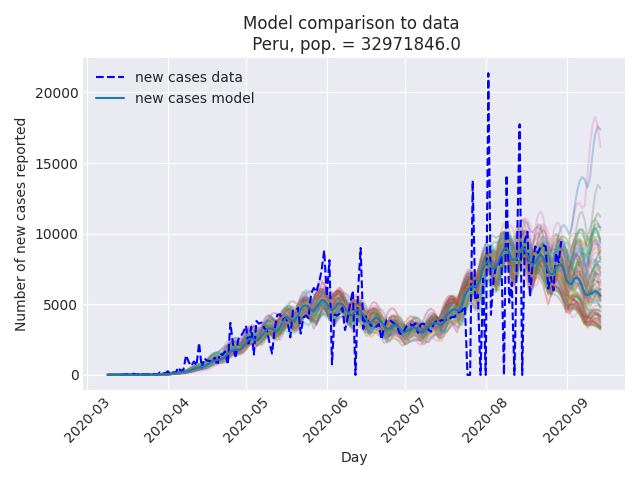 Model comparison to data
Peru, pop. = 32971846.0
new cases data
new cases model
Number of new cases reported
20000
15000
10000
5000
0
2020-03
2020-04
2020-05
2020-06
2020-07
2020-08
2020-09
Day